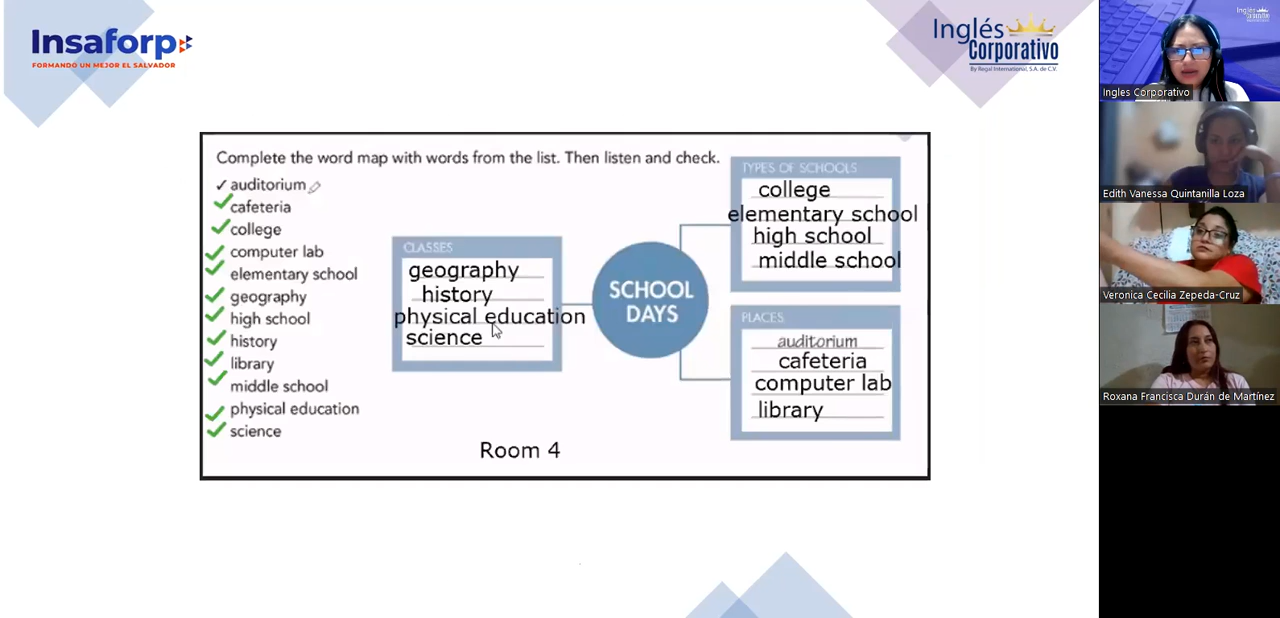 Insaforp
FORMANDO UN MEJOR EL SALVADOR
Inglés
Corporativo
By Regal International, S.A. de C.V.
Complete the word map with words from the list. Then listen and check.
✓ auditorium
cafeteria
college
computer lab
elementary school
geography
high school
history
library
middle school
physical education
science
CLASSES
geography
history
physical education
science
SCHOOL
DAYS
TYPES OF SCHOOLS
college
elementary school
high school
middle school
PLACES
auditorium
cafeteria
computer lab
library
Room 4
Inglés
Corporativo
Ingles Corporativo
Edith Vanessa Quintanilla Loza
Veronica Cecilia Zepeda-Cruz
Roxana Francisca Durán de Martínez